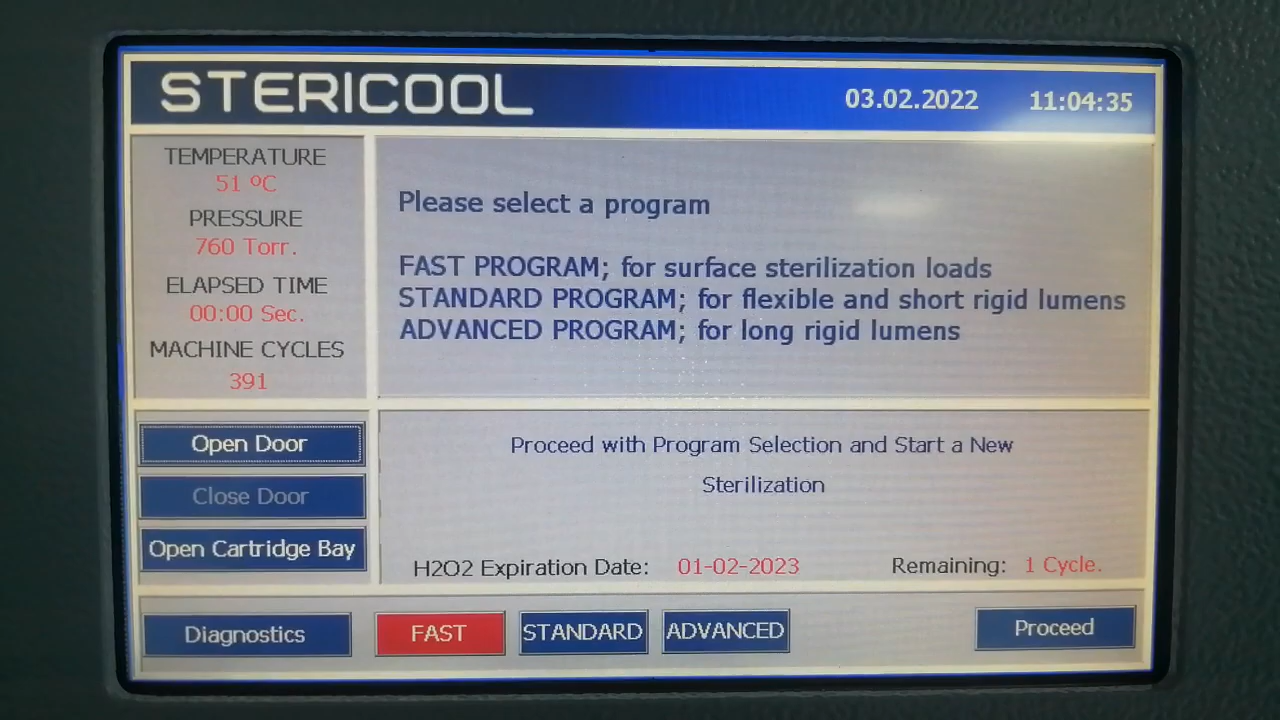 STERICOOL
03.02.2022 11:04:35
TEMPERATURE
51 ºC
PRESSURE
760 Torr.
ELAPSED TIME
00:00 Sec.
MACHINE CYCLES
391
Please select a program
FAST PROGRAM; for surface sterilization loads
STANDARD PROGRAM; for flexible and short rigid lumens
ADVANCED PROGRAM; for long rigid lumens
Open Door
Close Door
Open Cartridge Bay
Proceed with Program Selection and Start a New
Sterilization
H2O2 Expiration Date: 01-02-2023 Remaining: 1 Cycle.
Diagnostics FAST STANDARD ADVANCED Proceed